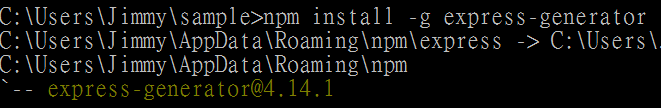 C:\Users\Jimmy\sample>npm install -g express-generator
C:\Users\Jimmy\AppData\Roaming\npm\express -> C:\Users\
C:\Users\Jimmy\AppData\Roaming\npm
`-- express-generator@4.14.1